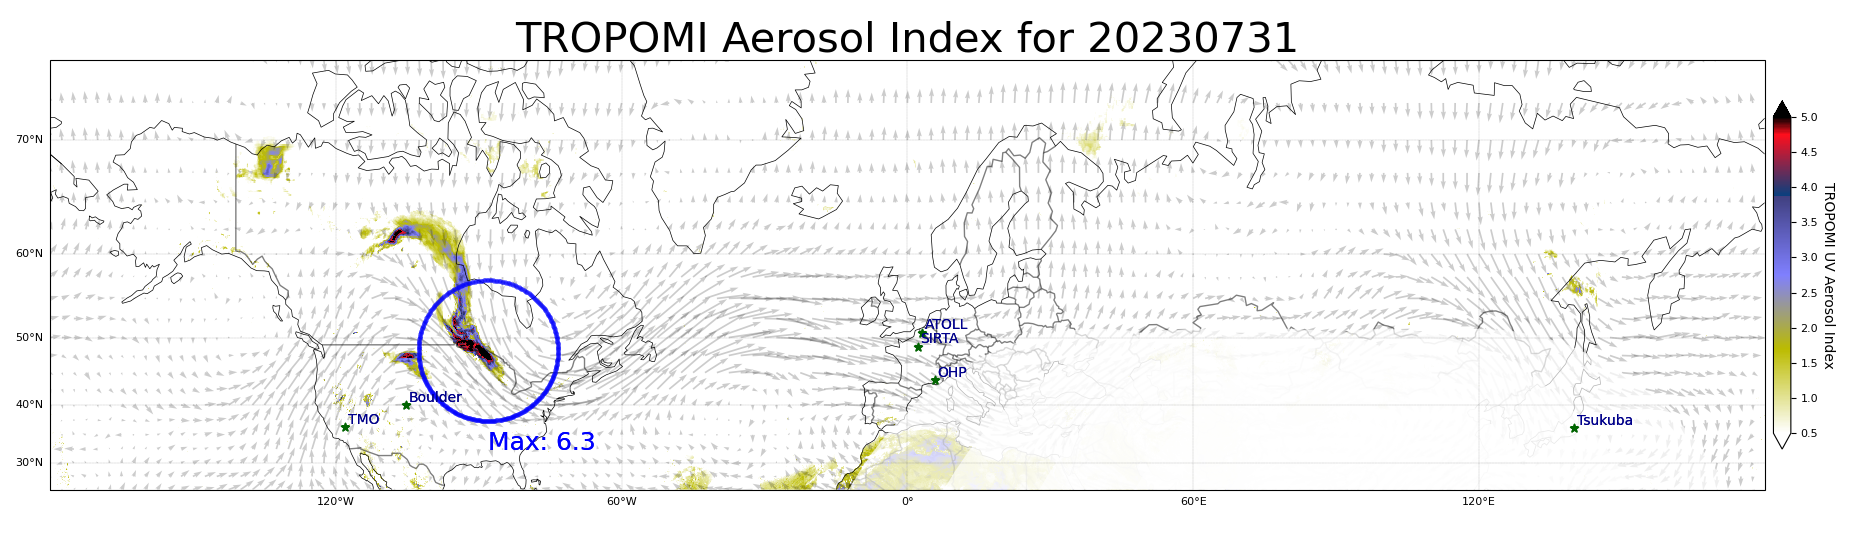 TROPOMI Aerosol Index for 20230731
70°N
60°N
50°N
40°N
30°N
120°W
60°W
0°
60°E
120°E
ATOLL
SIRTA
OHP
Boulder
TMO
Tsukuba
Max: 6.3
5.0
4.5
4.0
3.5
3.0
2.5
2.0
1.5
1.0
0.5
TROPOMI UV Aerosol Index